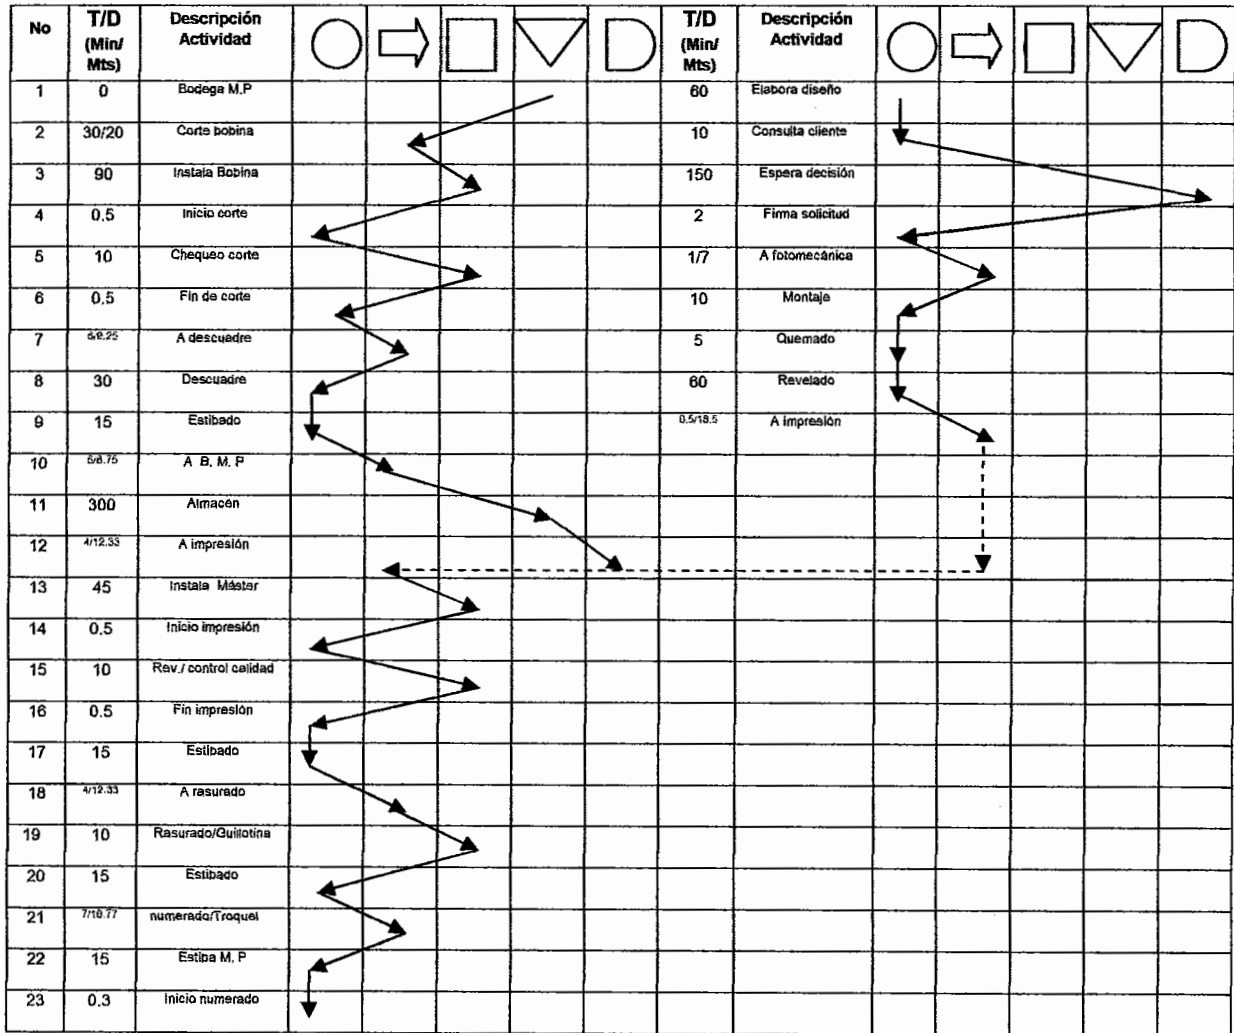 No T/D (Min/ Mts) Descripción Actividad T/D (Min/ Mts) Descripción Actividad
1 0 Bodega M.P 60 Elabora diseño
2 30/20 Corte bobina 10 Consulta cliente
3 90 Instala Bobina 150 Espera decisión
4 0.5 Inicio corte 2 Firma solicitud
5 10 Chequeo corte 1/7 A fotomecánica
6 0.5 Fin de corte 10 Montaje
7 A descuadre 5 Quemado
8 30 Descuadre 60 Revelado
9 15 Estibado 0.5/18.5 A impresión
10 A B. M. P
11 300 Almacén
12 4/12.33 A impresión
13 45 Instala Máster
14 0.5 Inicio impresión
15 10 Rev./ control calidad
16 0.5 Fin impresión
17 15 Estibado
18 4/12.33 A rasurado
19 10 Rasurado/Guillotina
20 15 Estibado
21 numerado/Troquel
22 15 Estiba M. P
23 0.3 Inicio numerado